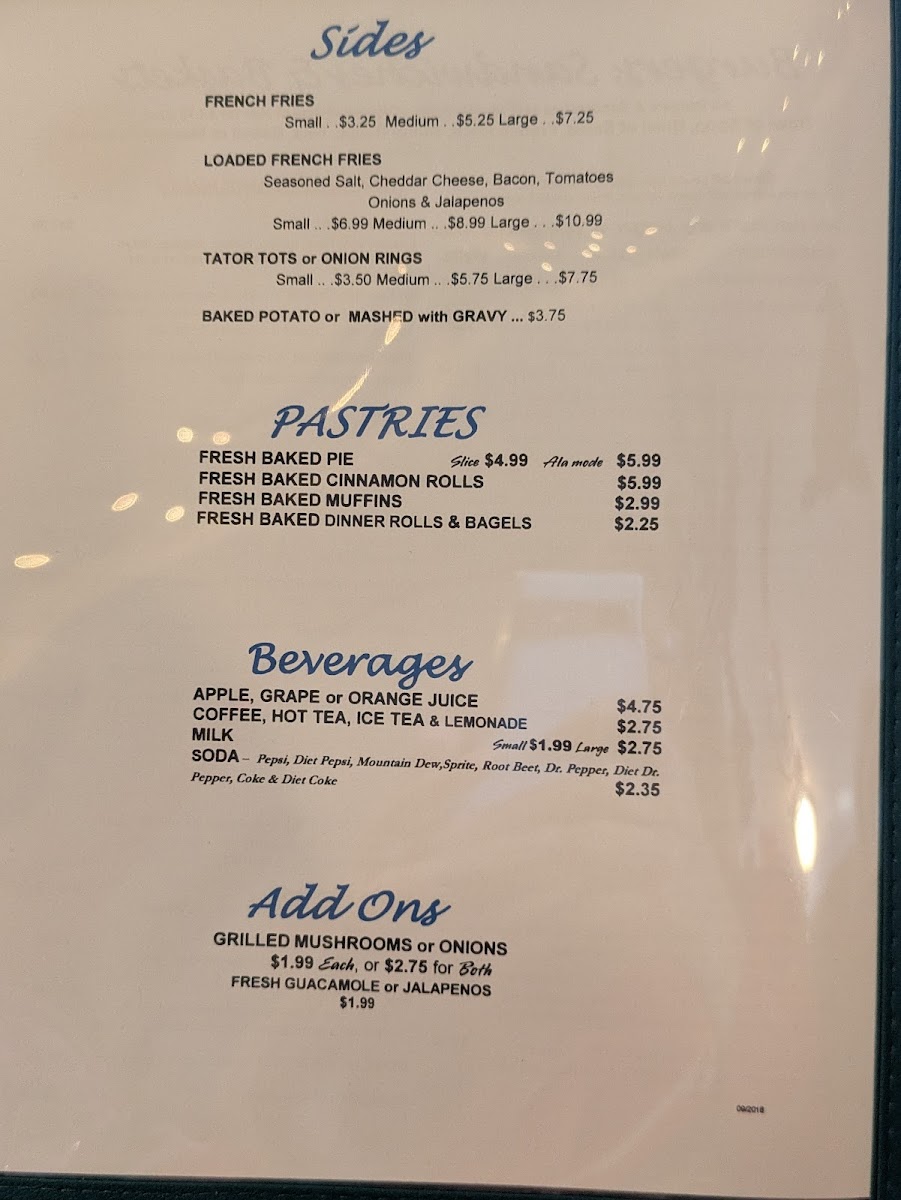 Sides
FRENCH FRIES
Small . .$3.25 Medium . .$5.25 Large . .$7.25
LOADED FRENCH FRIES
Seasoned Salt, Cheddar Cheese, Bacon, Tomatoes
Onions & Jalapenos
Small .. .$6.99 Medium .. .$8.99 Large . . .$10.99
TATOR TOTS or ONION RINGS
Small .. .$3.50 Medium .. .$5.75 Large . . .$7.75
BAKED POTATO or MASHED with GRAVY ... $3.75
PASTRIES
FRESH BAKED PIE Slice $4.99 Ala mode $5.99
FRESH BAKED CINNAMON ROLLS $5.99
FRESH BAKED MUFFINS $2.99
FRESH BAKED DINNER ROLLS & BAGELS $2.25
Beverages
APPLE, GRAPE or ORANGE JUICE $4.75
COFFEE, HOT TEA, ICE TEA & LEMONADE $2.75
MILK Small $1.99 Large $2.75
SODA – Pepsi, Diet Pepsi, Mountain Dew,Sprite, Root Beer, Dr. Pepper, Diet Dr.
Pepper, Coke & Diet Coke $2.35
Add Ons
GRILLED MUSHROOMS or ONIONS
$1.99 Each, or $2.75 for Both
FRESH GUACAMOLE or JALAPENOS
$1.99
09/2018